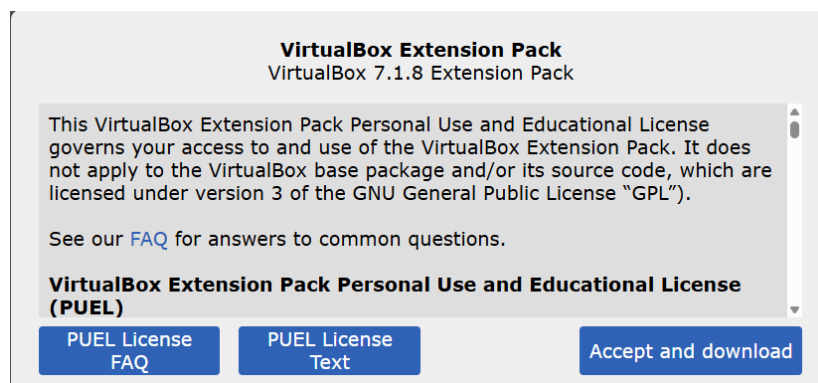 VirtualBox Extension Pack
VirtualBox 7.1.8 Extension Pack
This VirtualBox Extension Pack Personal Use and Educational License
governs your access to and use of the VirtualBox Extension Pack. It does
not apply to the VirtualBox base package and/or its source code, which are
licensed under version 3 of the GNU General Public License “GPL”).
See our FAQ for answers to common questions.
VirtualBox Extension Pack Personal Use and Educational License
(PUEL)
PUEL License
FAQ
PUEL License
Text
Accept and download